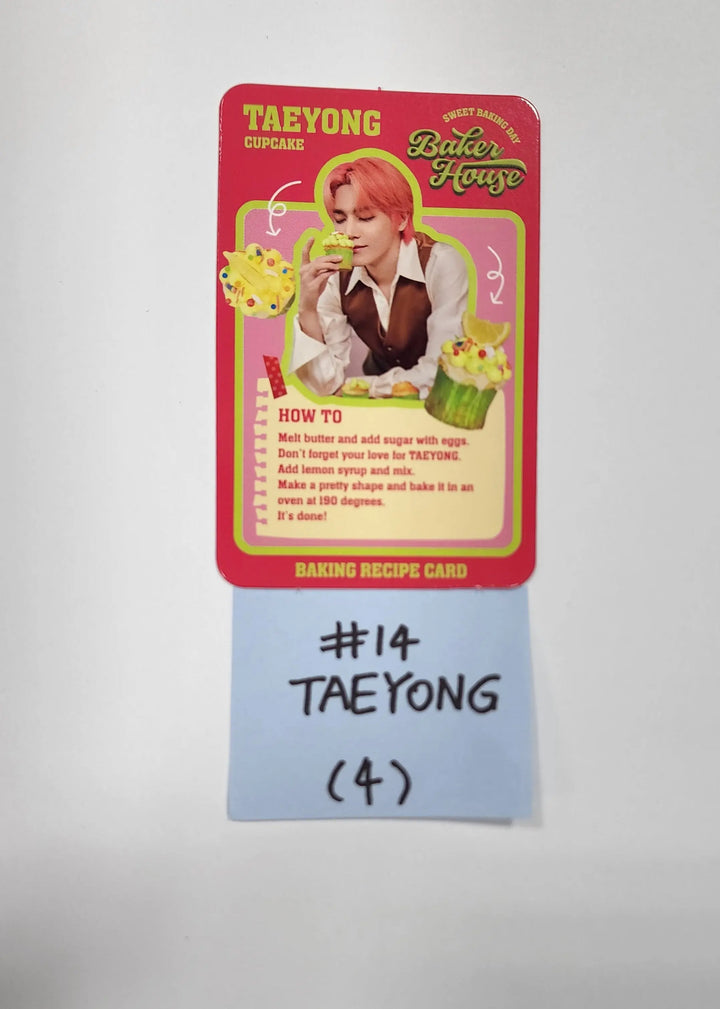 TAEYONG
CUPCAKE
SWEET BAKING DAY
Baker
House
HOW TO
Melt butter and add sugar with eggs.
Don't forget your love for TAEYONG.
Add lemon syrup and mix.
Make a pretty shape and bake it in an
oven at 190 degrees.
It's done!
BAKING RECIPE CARD
#14
TAEYONG
(4)